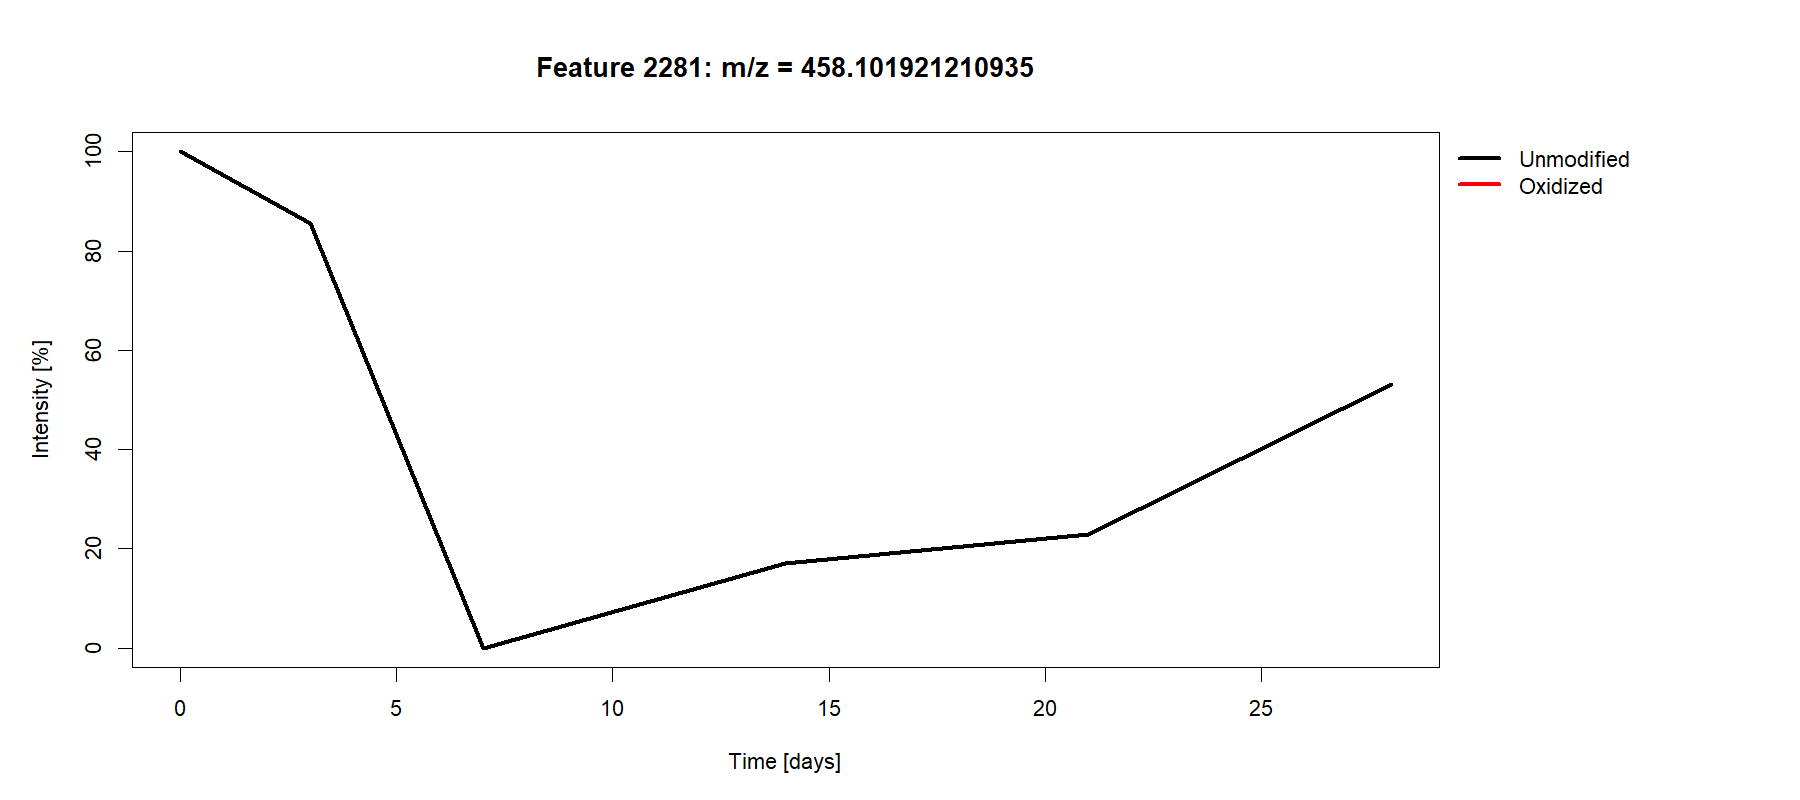 Feature 2281: m/z = 458.101921210935
Unmodified
Oxidized
Intensity [%]
100
80
60
40
20
0
0 5 10 15 20 25
Time [days]